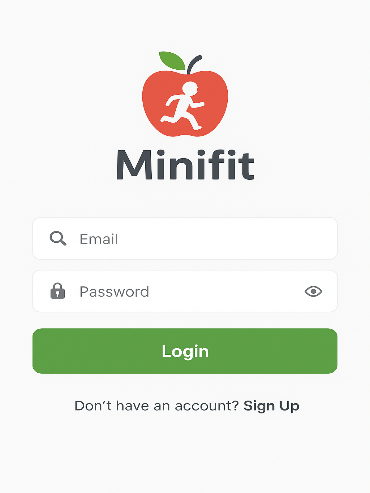 Minifit
Email
Password
Login
Don't have an account? Sign Up